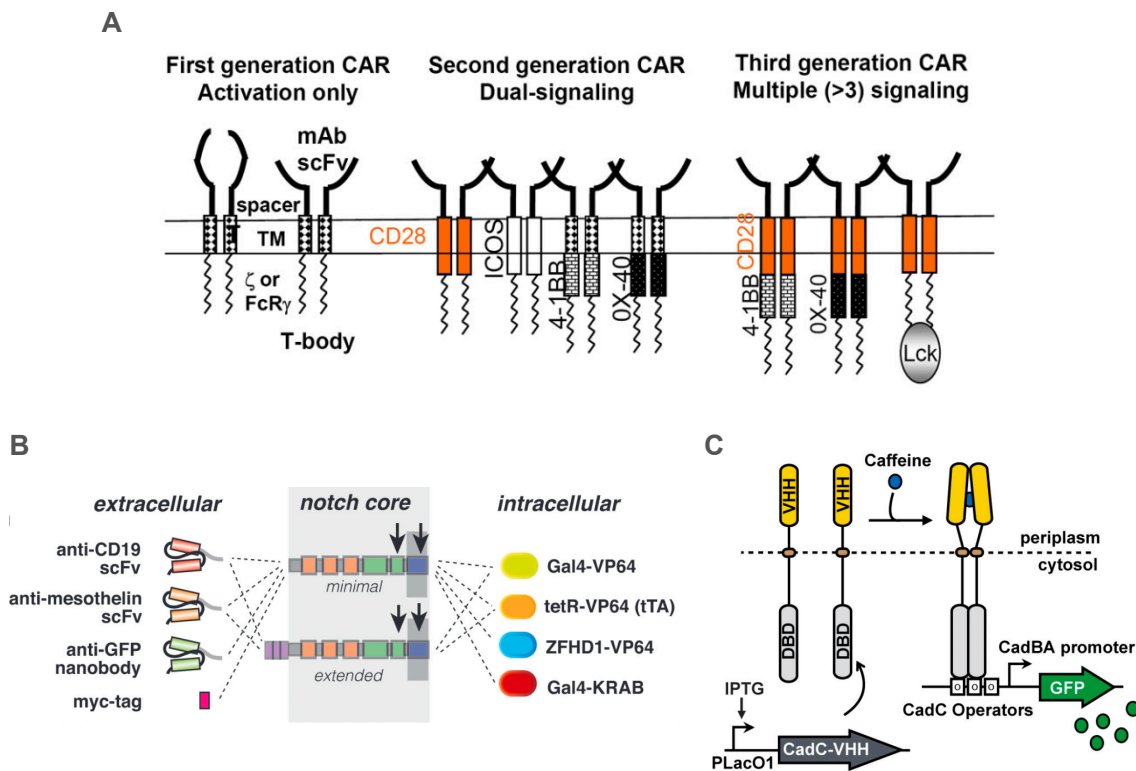 A
First generation CAR
Activation only
Second generation CAR
Dual-signaling
Third generation CAR
Multiple (>3) signaling
mAb
scFv
spacer
T
TM
ζ or
FcRγ
T-body
CD28
ICOS
4-1BB
0X-40
CD28
4-1BB
0X-40
Lck
B
extracellular
notch core
intracellular
anti-CD19
scFv
anti-mesothelin
scFv
anti-GFP
nanobody
myc-tag
minimal
extended
Gal4-VP64
tetR-VP64 (tTA)
ZFHD1-VP64
Gal4-KRAB
C
VHH
VHH
Caffeine
periplasm
cytosol
DBD
DBD
CadBA promoter
O O O
GFP
CadC Operators
IPTG
PLacO1
CadC-VHH